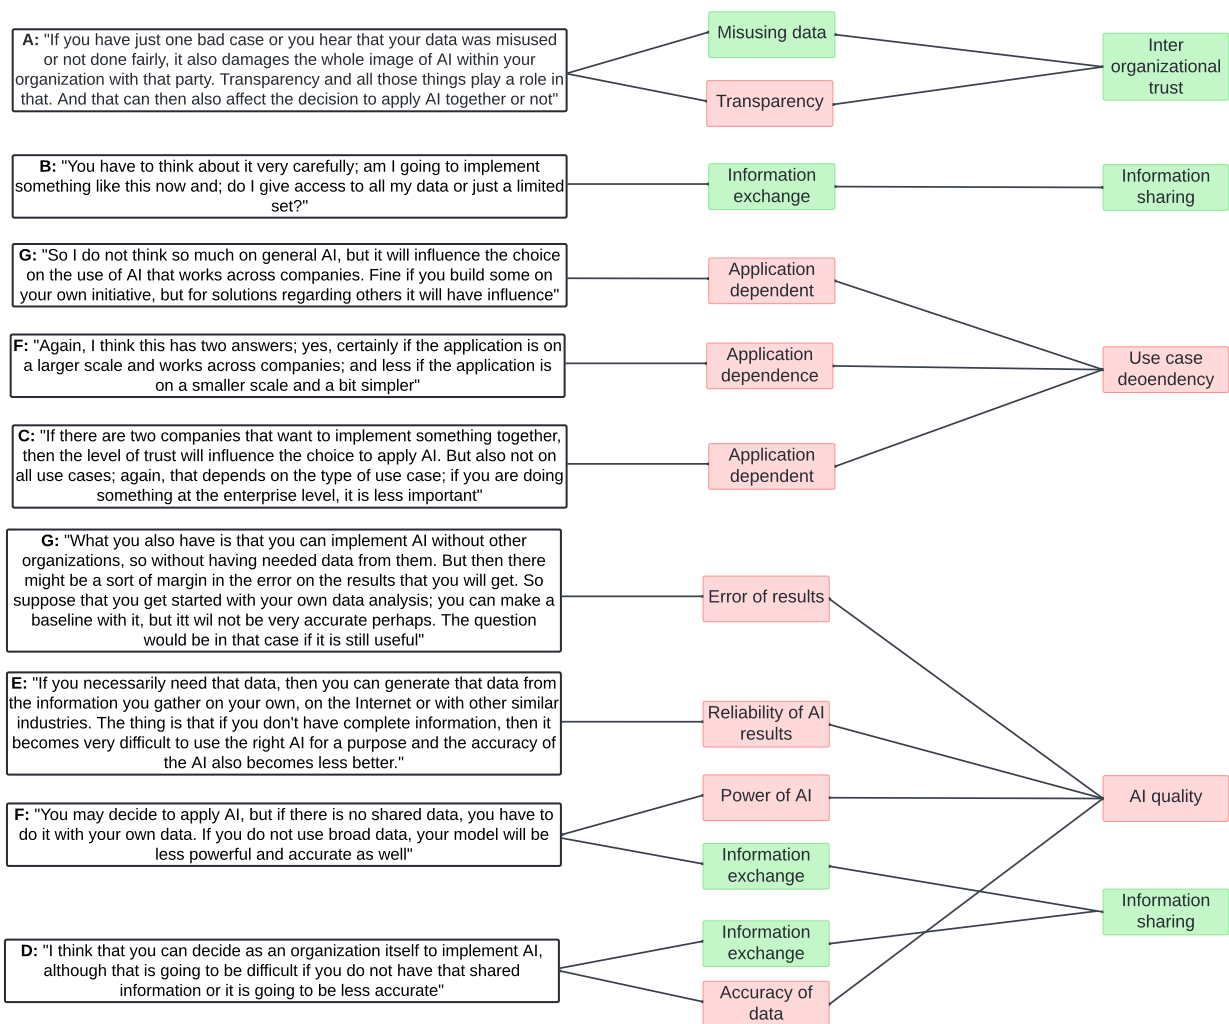 A: "If you have just one bad case or you hear that your data was misused
or not done fairly, it also damages the whole image of AI within your
organization with that party. Transparency and all those things play a role in
that. And that can then also affect the decision to apply AI together or not"
Misusing data
Transparency
Inter
organizational
trust
B: "You have to think about it very carefully; am I going to implement
something like this now and; do I give access to all my data or just a limited
set?"
Information
exchange
Information
sharing
G: "So I do not think so much on general AI, but it will influence the choice
on the use of AI that works across companies. Fine if you build some on
your own initiative, but for solutions regarding others it will have influence"
Application
dependent
F: "Again, I think this has two answers; yes, certainly if the application is on
a larger scale and works across companies; and less if the application is
on a smaller scale and a bit simpler"
Application
dependence
Use case
deoendency
C: "If there are two companies that want to implement something together,
then the level of trust will influence the choice to apply AI. But also not on
all use cases; again, that depends on the type of use case; if you are doing
something at the enterprise level, it is less important"
Application
dependent
G: "What you also have is that you can implement AI without other
organizations, so without having needed data from them. But then there
might be a sort of margin in the error on the results that you will get. So
suppose that you get started with your own data analysis; you can make a
baseline with it, but itt wil not be very accurate perhaps. The question
would be in that case if it is still useful"
Error of results
E: "If you necessarily need that data, then you can generate that data from
the information you gather on your own, on the Internet or with other similar
industries. The thing is that if you don't have complete information, then it
becomes very difficult to use the right AI for a purpose and the accuracy of
the AI also becomes less better."
Reliability of AI
results
F: "You may decide to apply AI, but if there is no shared data, you have to
do it with your own data. If you do not use broad data, your model will be
less powerful and accurate as well"
Power of AI
AI quality
Information
exchange
Information
sharing
D: "I think that you can decide as an organization itself to implement AI,
although that is going to be difficult if you do not have that shared
information or it is going to be less accurate"
Information
exchange
Accuracy of
data